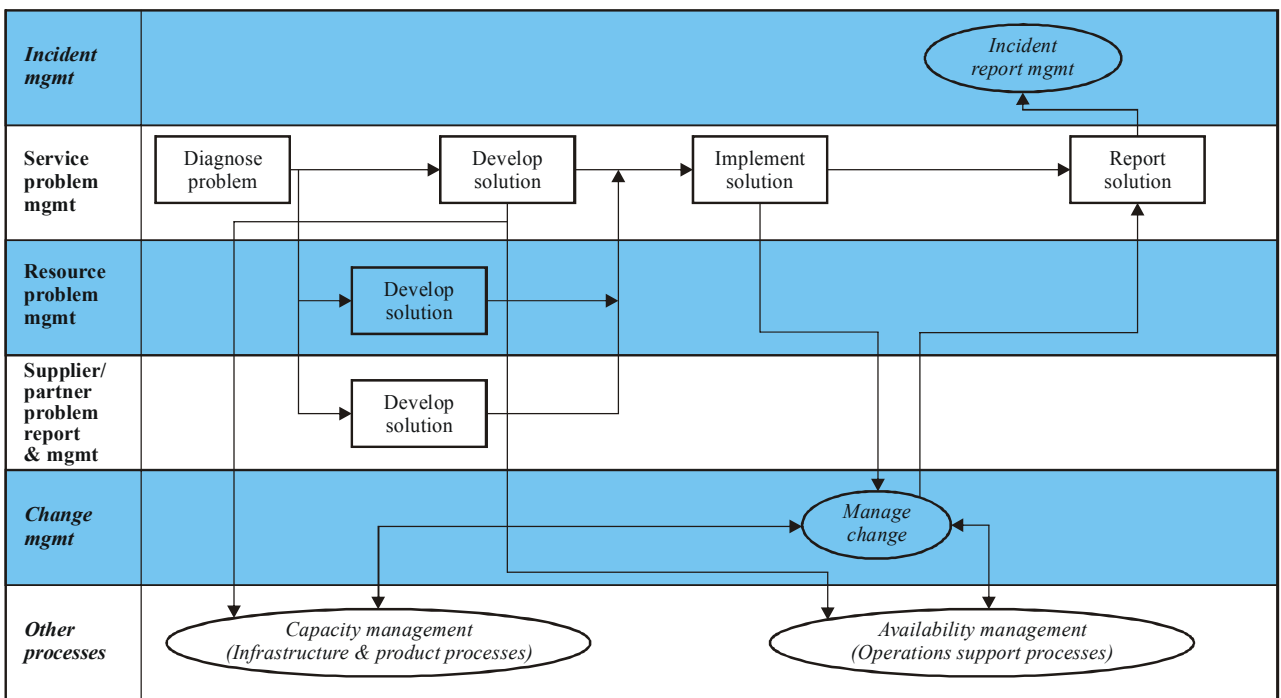 Incident
mgmt
Incident
report mgmt
Service
problem
mgmt
Diagnose
problem
Develop
solution
Implement
solution
Report
solution
Resource
problem
mgmt
Develop
solution
Supplier/
partner
problem
report
& mgmt
Develop
solution
Change
mgmt
Manage
change
Other
processes
Capacity management
(Infrastructure & product processes)
Availability management
(Operations support processes)